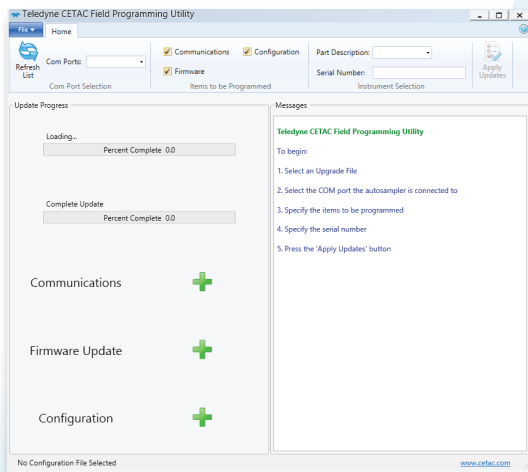 Teledyne CETAC Field Programming Utility
File
Home
Refresh List
Com Ports:
Com Port Selection
Communications
Configuration
Firmware
Items to be Programmed
Part Description:
Serial Number:
Instrument Selection
Apply Updates
Update Progress
Loading...
Percent Complete 0.0
Complete Update
Percent Complete 0.0
Communications
Firmware Update
Configuration
Messages
Teledyne CETAC Field Programming Utility
To begin:
1. Select an Upgrade File
2. Select the COM port the autosampler is connected to
3. Specify the items to be programmed
4. Specify the serial number
5. Press the 'Apply Updates' button
No Configuration File Selected
www.cetac.com